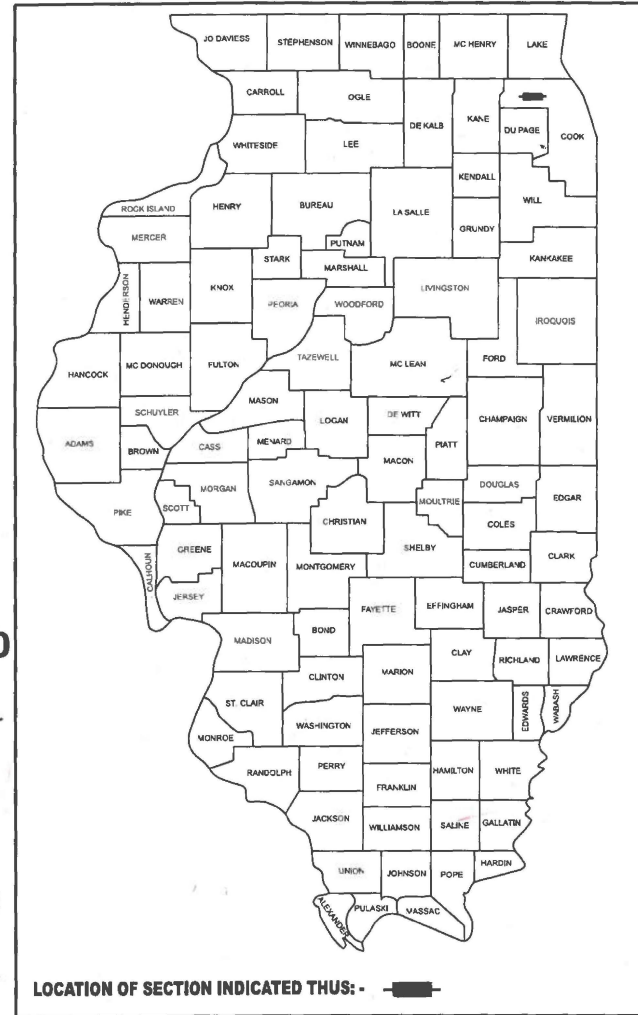 JO DAVIESS STEPHENSON WINNEBAGO BOONE MC HENRY LAKE
CARROLL OGLE DE KALB KANE DU PAGE COOK
WHITESIDE LEE
KENDALL
ROCK ISLAND HENRY BUREAU LA SALLE WILL
MERCER PUTNAM GRUNDY
STARK MARSHALL KANKAKEE
HENDERSON WARREN KNOX PEORIA WOODFORD LIVINGSTON
IROQUOIS
HANCOCK MC DONOUGH FULTON TAZEWELL MC LEAN FORD
MASON
SCHUYLER LOGAN DE WITT CHAMPAIGN VERMILION
ADAMS BROWN CASS MENARD PIATT
MACON
PIKE SCOTT MORGAN SANGAMON MOULTRIE DOUGLAS EDGAR
CHRISTIAN COLES
CALHOUN GREENE MACOUPIN MONTGOMERY SHELBY CLARK
CUMBERLAND
JERSEY FAYETTE EFFINGHAM JASPER CRAWFORD
MADISON BOND
CLAY RICHLAND LAWRENCE
CLINTON MARION
ST. CLAIR WAYNE EDWARDS WABASH
MONROE WASHINGTON JEFFERSON
RANDOLPH PERRY HAMILTON WHITE
FRANKLIN
JACKSON WILLIAMSON SALINE GALLATIN
UNION JOHNSON POPE HARDIN
ALEXANDER PULASKI MASSAC
LOCATION OF SECTION INDICATED THUS: -